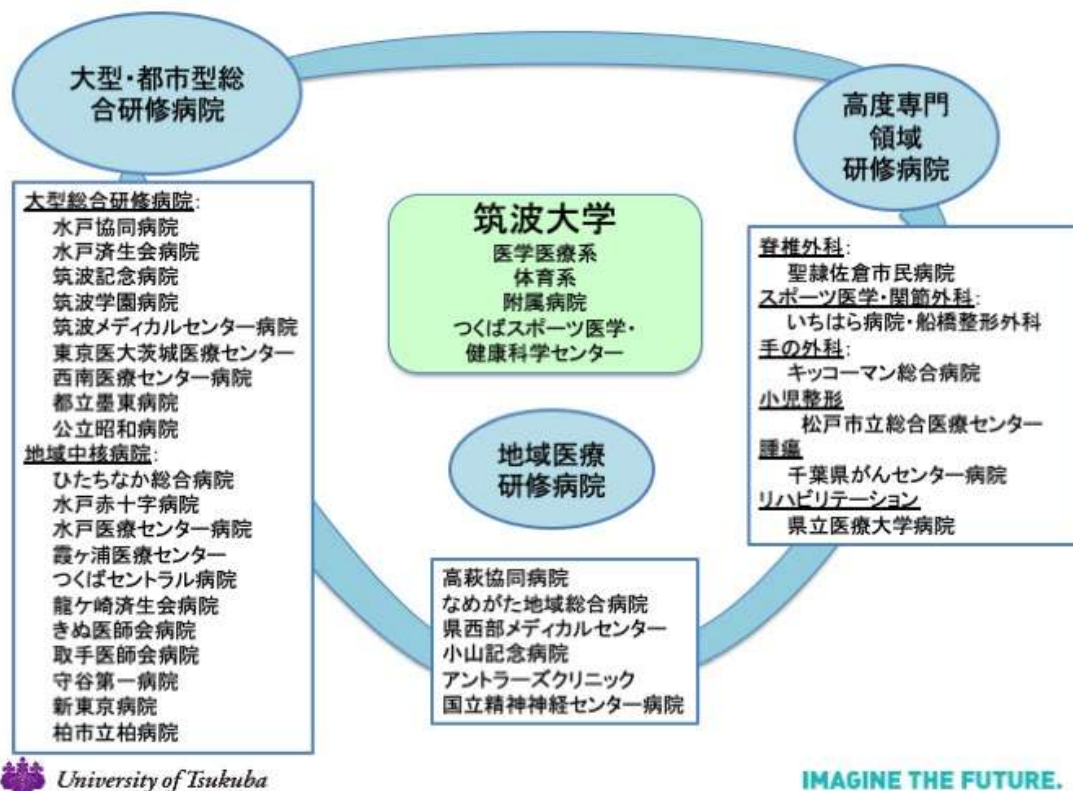 大型・都市型総
合研修病院
高度専門
領域
研修病院
大型総合研修病院:
水戸協同病院
水戸済生会病院
筑波記念病院
筑波学園病院
筑波メディカルセンター病院
東京医大茨城医療センター
西南医療センター病院
都立墨東病院
公立昭和病院
地域中核病院:
ひたちなか総合病院
水戸赤十字病院
水戸医療センター病院
霞ヶ浦医療センター
つくばセントラル病院
龍ケ崎済生会病院
きぬ医師会病院
取手医師会病院
守谷第一病院
新東京病院
柏市立柏病院
筑波大学
医学医療系
体育系
附属病院
つくばスポーツ医学・
健康科学センター
地域医療
研修病院
高萩協同病院
なめがた地域総合病院
県西部メディカルセンター
小山記念病院
アントラーズクリニック
国立精神神経センター病院
脊椎外科:
聖隷佐倉市民病院
スポーツ医学・関節外科:
いちはら病院・船橋整形外科
手の外科:
キッコーマン総合病院
小児整形
松戸市立総合医療センター
腫瘍
千葉県がんセンター病院
リハビリテーション
県立医療大学病院
University of Tsukuba
IMAGINE THE FUTURE.